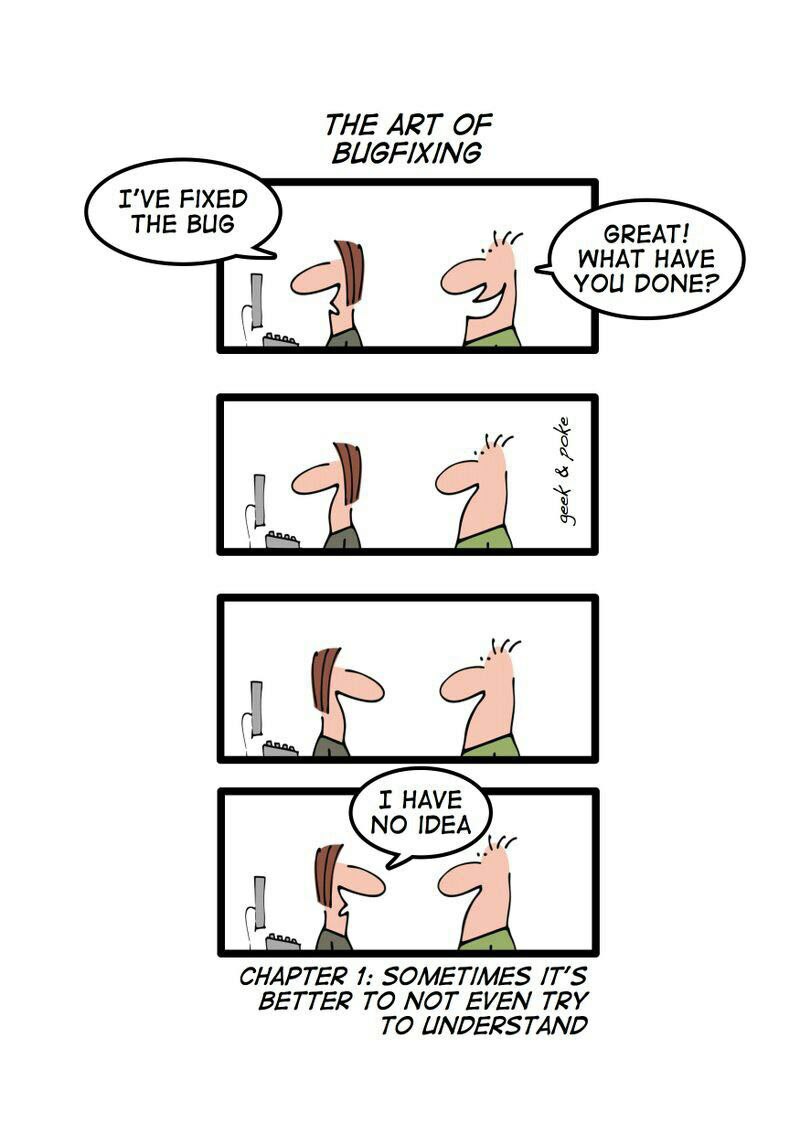 THE ART OF
BUGFIXING
I'VE FIXED
THE BUG
GREAT!
WHAT HAVE
YOU DONE?
geek & poke
I HAVE
NO IDEA
CHAPTER 1: SOMETIMES IT'S
BETTER TO NOT EVEN TRY
TO UNDERSTAND